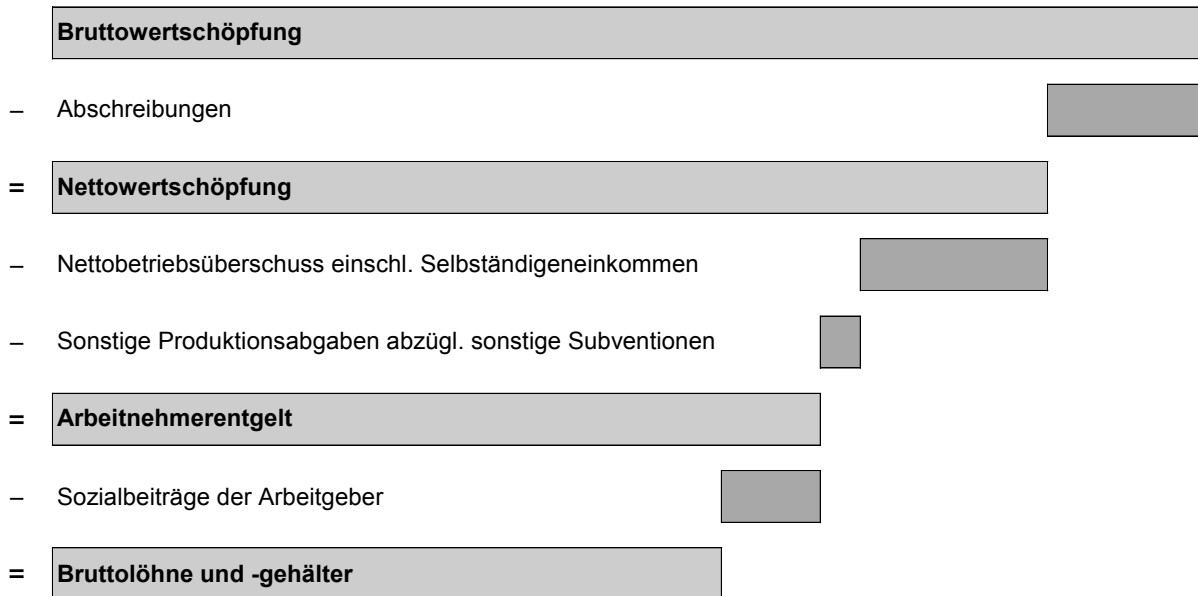 Bruttowertschöpfung
– Abschreibungen
= Nettowertschöpfung
– Nettobetriebsüberschuss einschl. Selbständigeneinkommen
– Sonstige Produktionsabgaben abzügl. sonstige Subventionen
= Arbeitnehmerentgelt
– Sozialbeiträge der Arbeitgeber
= Bruttolöhne und -gehälter